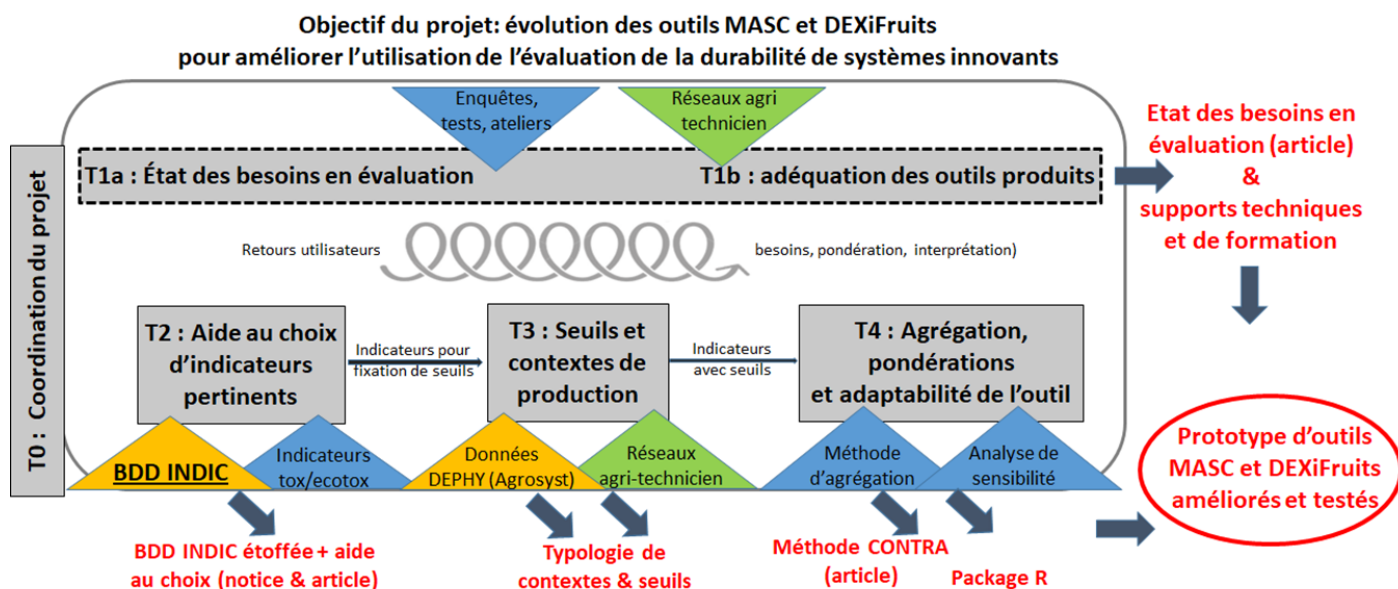 Objectif du projet: évolution des outils MASC et DEXiFruits
pour améliorer l'utilisation de l'évaluation de la durabilité de systèmes innovants
Enquêtes,
tests, ateliers
Réseaux agri
technicien
T1a : État des besoins en évaluation
T1b : adéquation des outils produits
Etat des besoins en
évaluation (article)
&
supports techniques
et de formation
T0 : Coordination du projet
Retours utilisateurs
besoins, pondération, interprétation)
T2 : Aide au choix
d'indicateurs
pertinents
Indicateurs pour
fixation de seuils
T3 : Seuils et
contextes de
production
Indicateurs
avec seuils
T4 : Agrégation,
pondérations
et adaptabilité de l'outil
BDD INDIC
Indicateurs
tox/ecotox
Données
DEPHY (Agrosyst)
Réseaux
agri-technicien
Méthode
d'agrégation
Analyse de
sensibilité
Prototype d'outils
MASC et DEXiFruits
améliorés et testés
BDD INDIC étoffée + aide
au choix (notice & article)
Typologie de
contextes & seuils
Méthode CONTRA
(article)
Package R